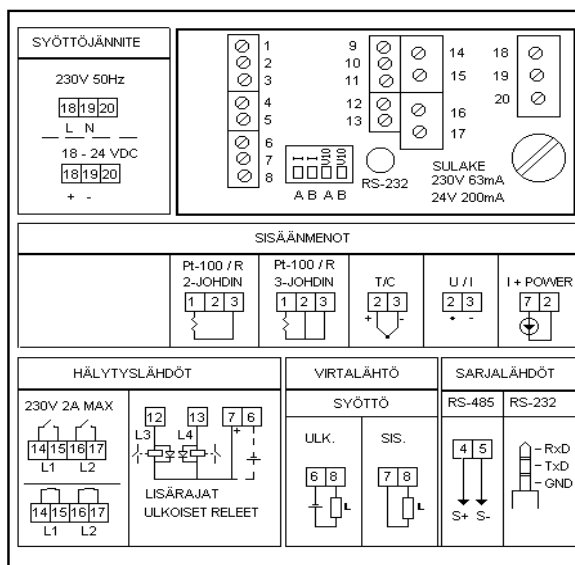 SYÖTTÖJÄNNITE
230V 50Hz
18 19 20
L N
18 - 24 VDC
18 19 20
+ -
1
2
3
4
5
6
7
8
9
10
11
12
13
14
15
16
17
18
19
20
I I U10 U10
A B A B
RS-232
SULAKE
230V 63mA
24V 200mA
SISÄÄNMENOT
Pt-100 / R
2-JOHDIN
1 2 3
Pt-100 / R
3-JOHDIN
1 2 3
T/C
2 3
+ -
U / I
2 3
+ -
I + POWER
7 2
HÄLYTYSLÄHDÖT
230V 2A MAX
14 15 16 17
L1 L2
14 15 16 17
L1 L2
12 13 7 6
L3 L4 +
LISÄRAJAT
ULKOISET RELEET
VIRTALÄHTÖ
SYÖTTÖ
ULK. SIS.
6 8 7 8
L L
SARJALÄHDÖT
RS-485 RS-232
4 5
S+ S-
RxD
TxD
GND